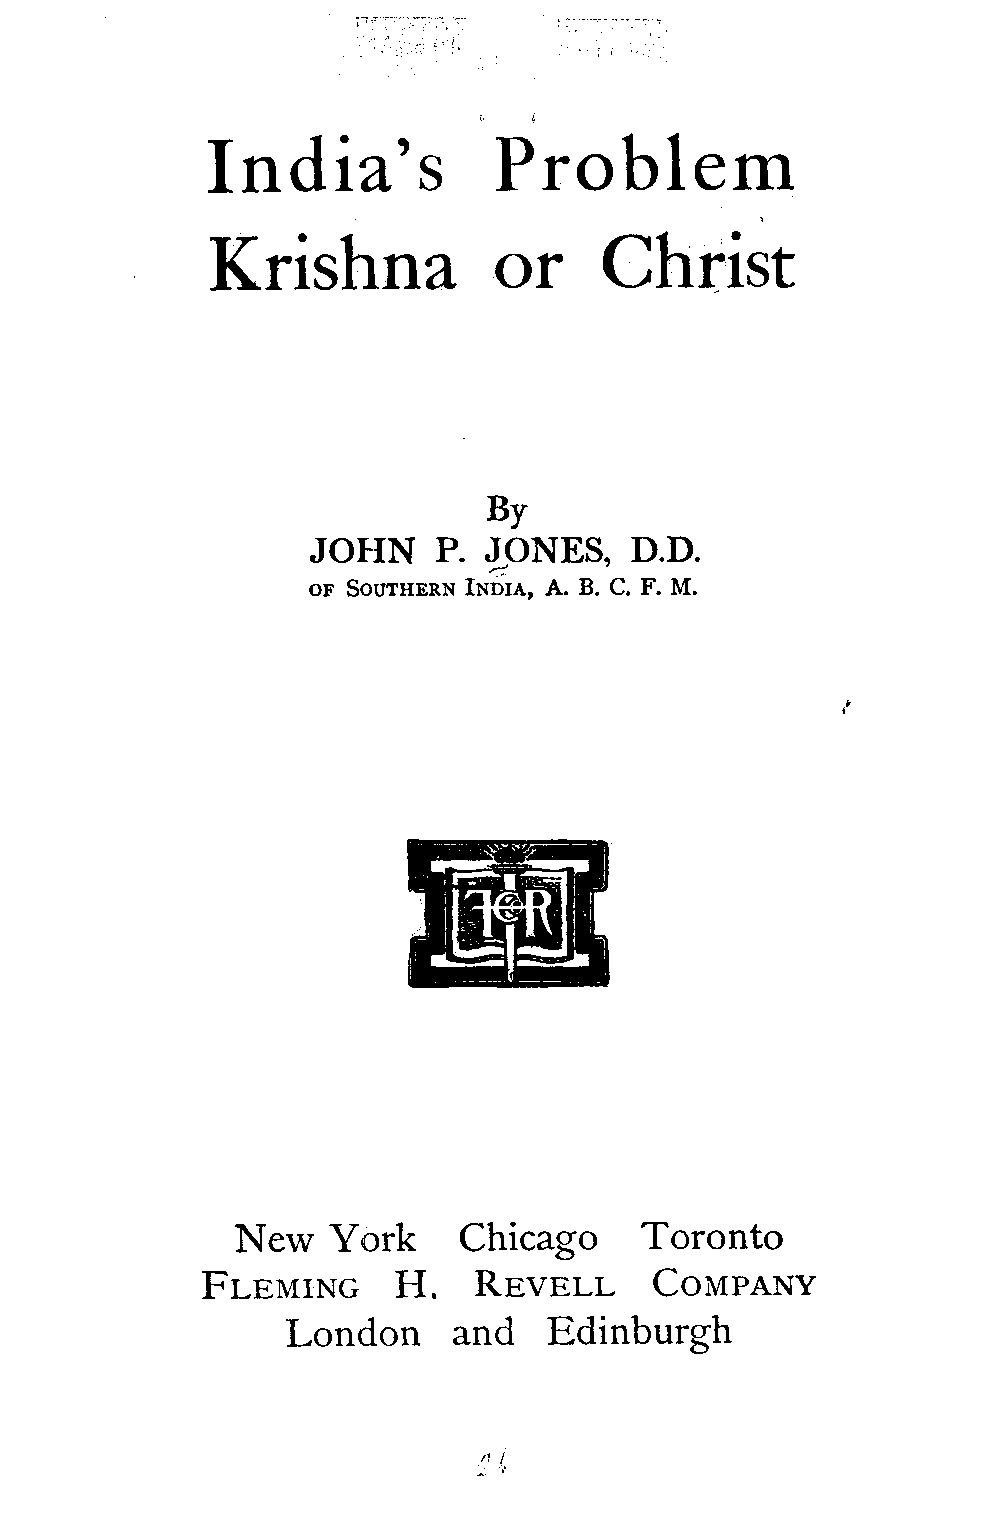 India's Problem
Krishna or Christ
By
JOHN P. JONES, D.D.
OF SOUTHERN INDIA, A. B. C. F. M.
New York Chicago Toronto
FLEMING H. REVELL COMPANY
London and Edinburgh